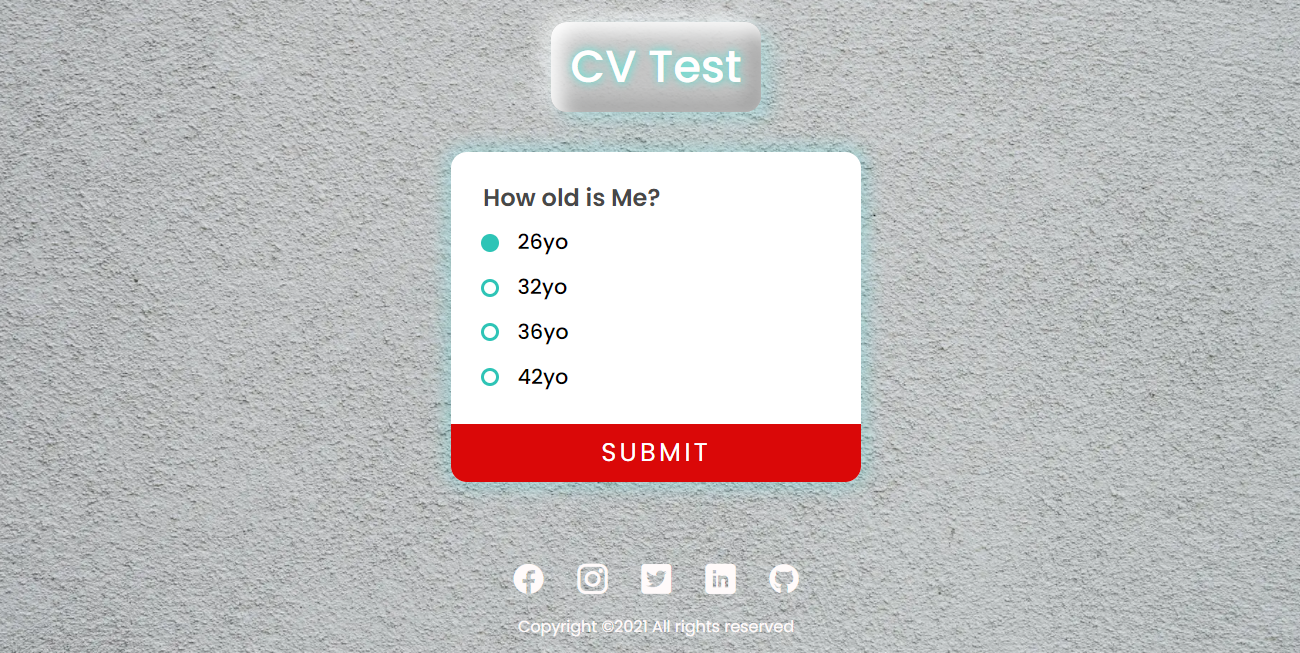 CV Test
How old is Me?
26yo
32yo
36yo
42yo
SUBMIT
Copyright ©2021 All rights reserved